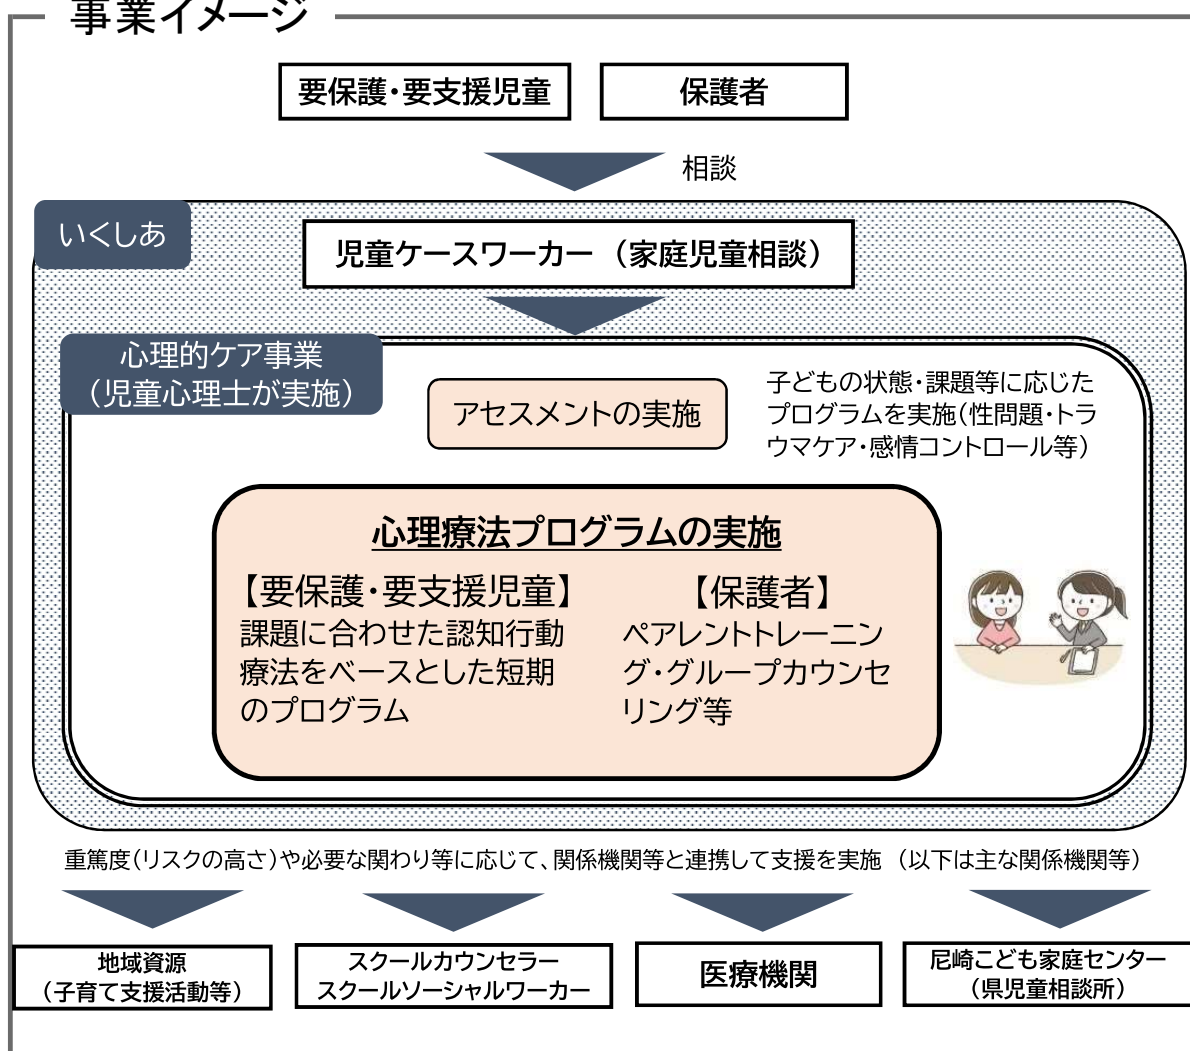 事業イメージ
要保護・要支援児童
保護者
相談
いくしあ
児童ケースワーカー（家庭児童相談）
心理的ケア事業
（児童心理士が実施）
アセスメントの実施
子どもの状態・課題等に応じた
プログラムを実施（性問題・トラ
ウマケア・感情コントロール等）
心理療法プログラムの実施
【要保護・要支援児童】
課題に合わせた認知行動
療法をベースとした短期
のプログラム
【保護者】
ペアレントトレーニン
グ・グループカウンセ
リング等
重篤度（リスクの高さ）や必要な関わり等に応じて、関係機関等と連携して支援を実施（以下は主な関係機関等）
地域資源
（子育て支援活動等）
スクールカウンセラー
スクールソーシャルワーカー
医療機関
尼崎こども家庭センター
（県児童相談所）